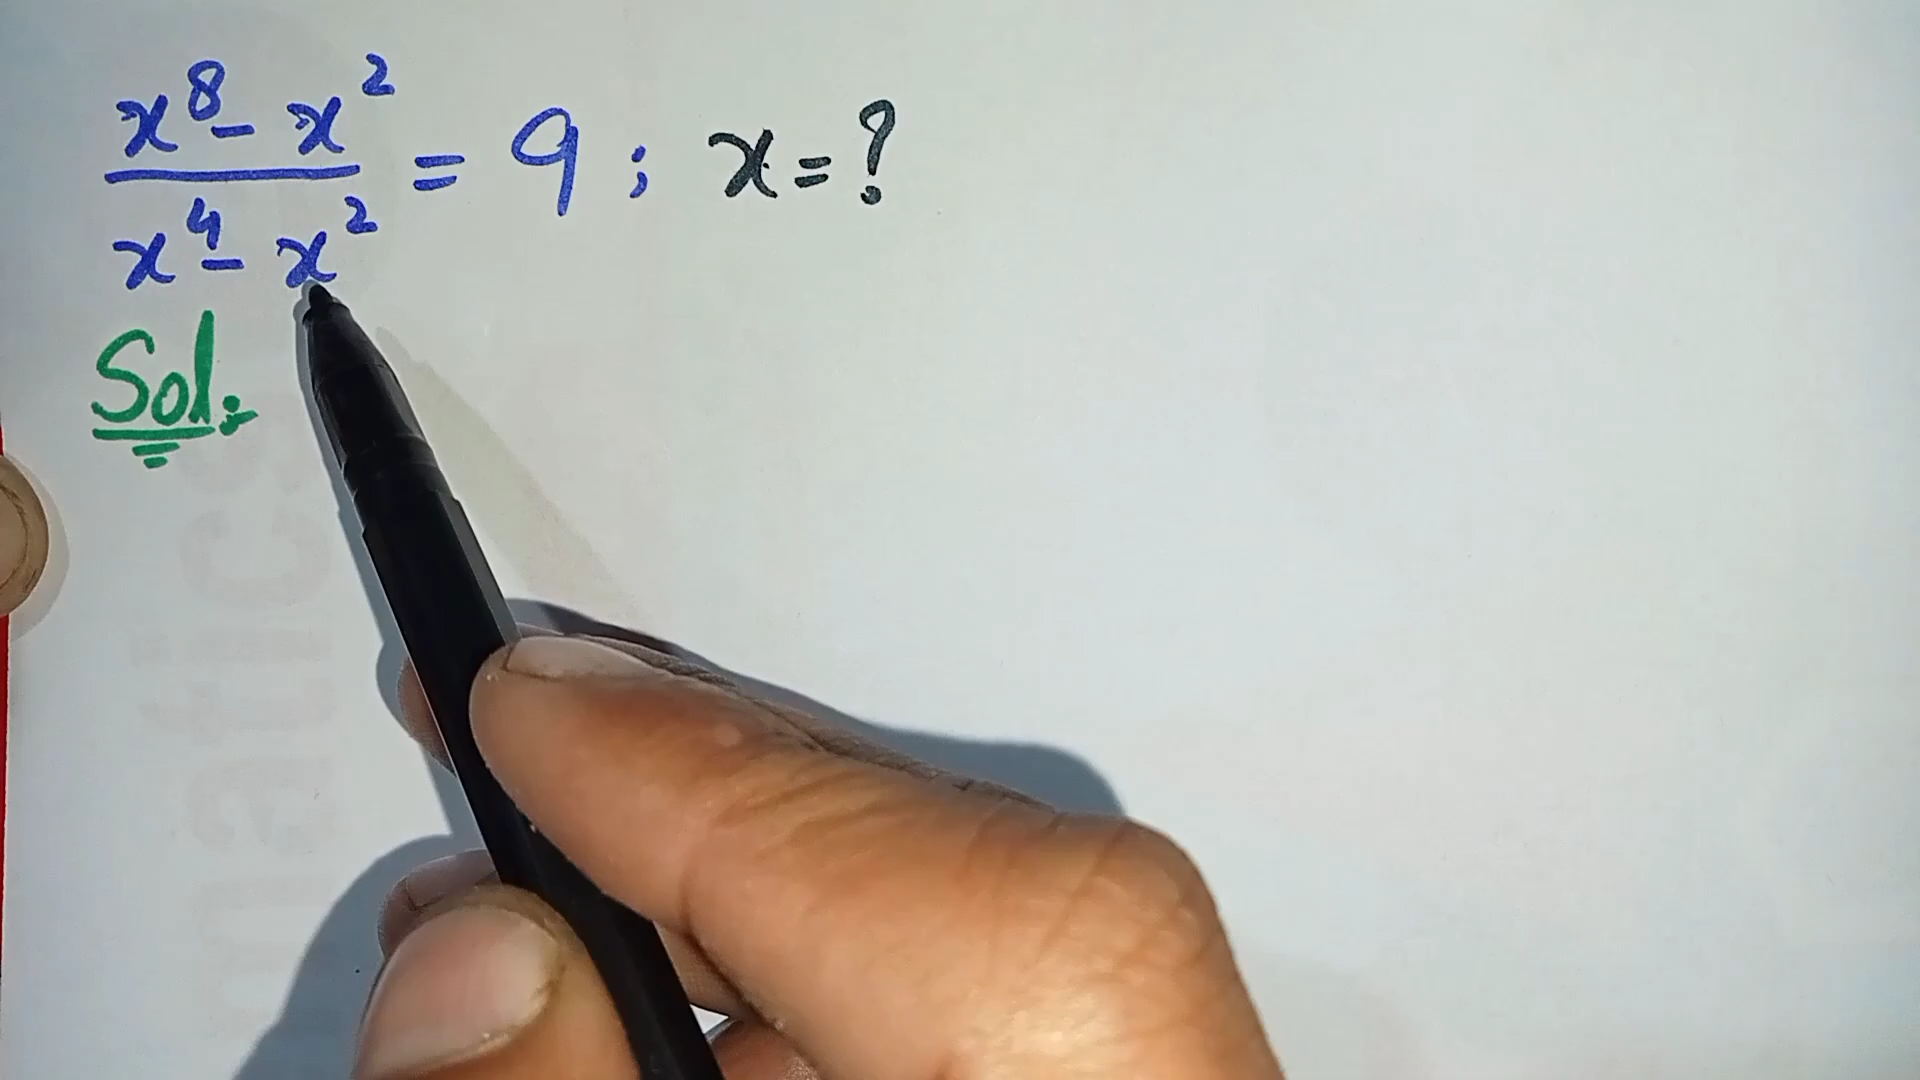 x⁸ - x² / x⁴ - x² = 9 ; x = ?
Sol: